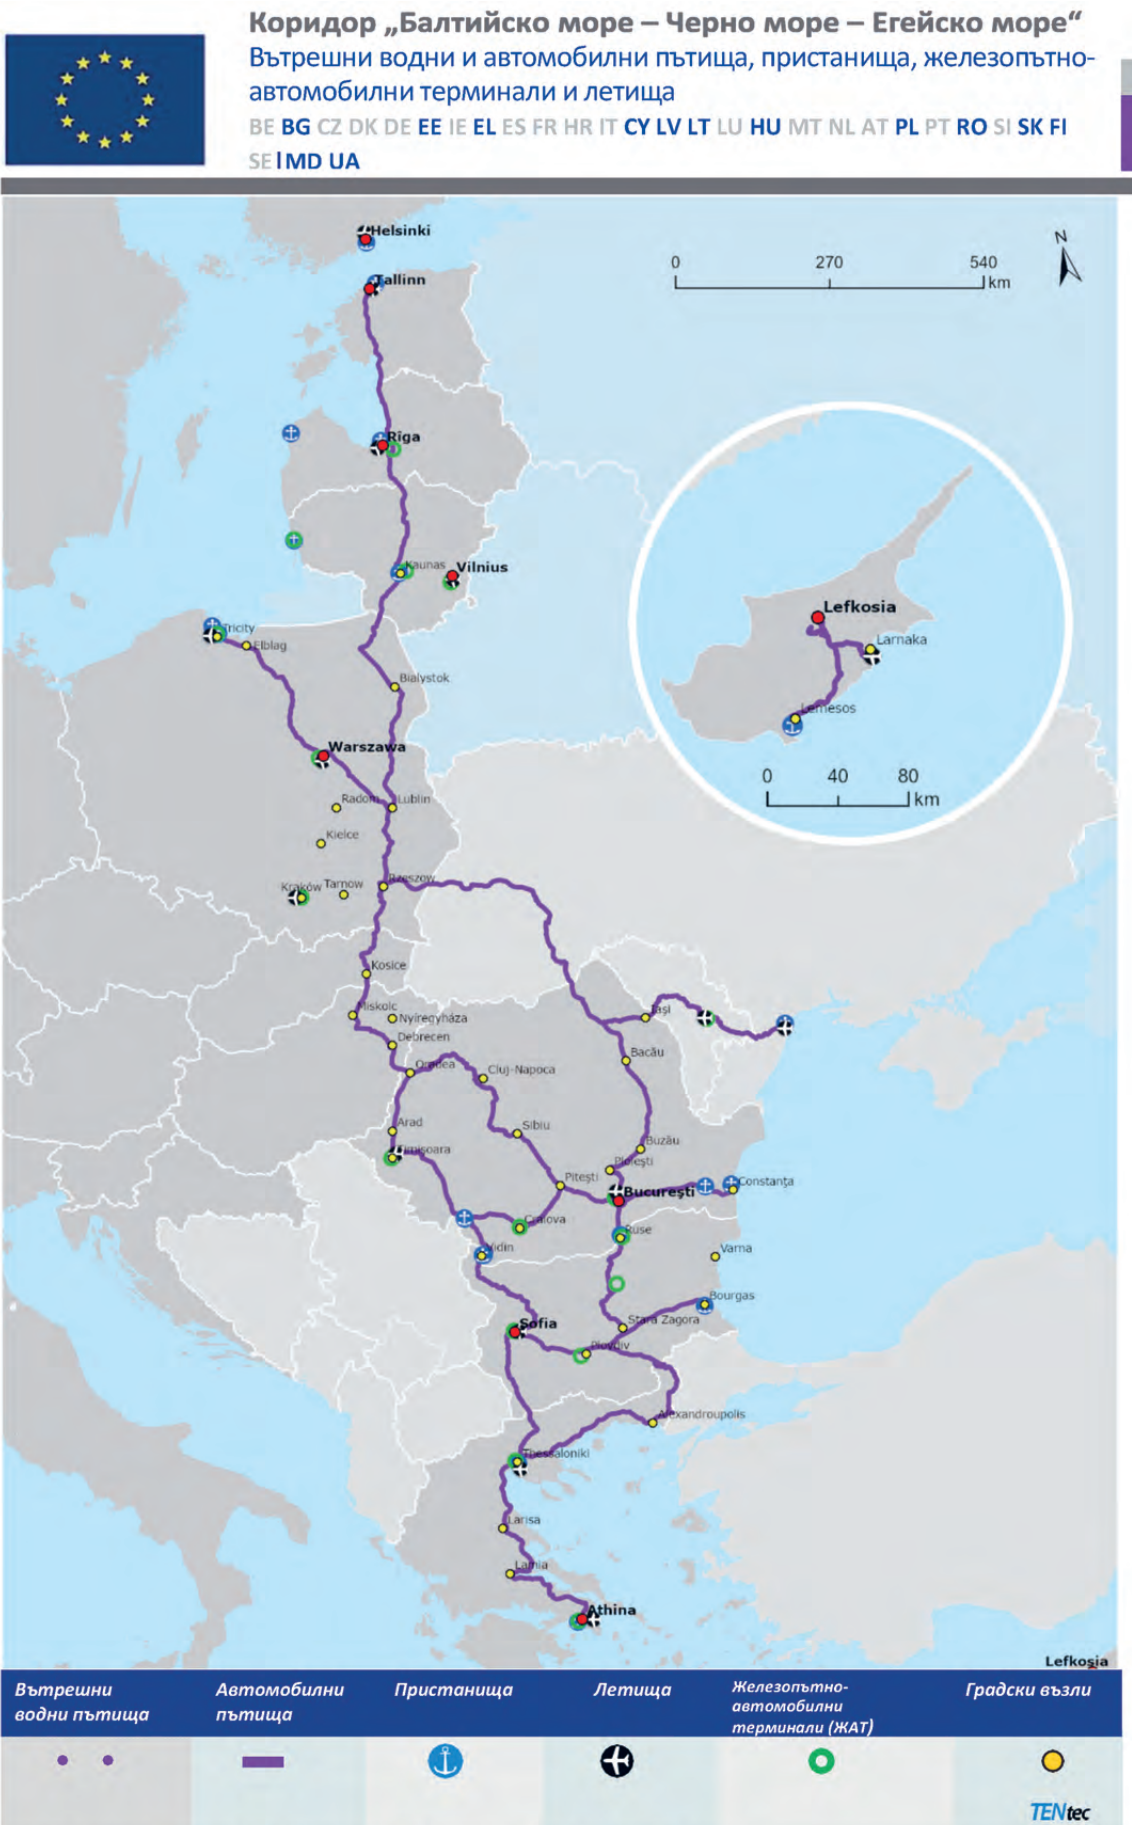 Коридор „Балтийско море – Черно море – Егейско море“
Вътрешни водни и автомобилни пътища, пристанища, железопътно-
автомобилни терминали и летища
BE BG CZ DK DE EE IE EL ES FR HR IT CY LV LT LU HU MT NL AT PL PT RO SI SK FI
SE | MD UA
Helsinki
N
0 270 540
km
Tallinn
Rīga
Kaunas
Vilnius
Lefkosia
Larnaka
Lemesos
0 40 80
km
Tricity
Elblag
Bialystok
Warszawa
Radom
Lublin
Kielce
Kraków
Tarnow
Rzeszow
Kosice
Miskolc
Nyíregyháza
Debrecen
Iaşi
Bacău
Oradea
Cluj-Napoca
Arad
Sibiu
Timişoara
Buzău
Ploieşti
Piteşti
Bucureşti
Constanţa
Craiova
Ruse
Vidin
Varna
Bourgas
Sofia
Stara Zagora
Plovdiv
Alexandroupolis
Thessaloniki
Larisa
Lamia
Athina
Lefkosia
Вътрешни
водни пътища
Автомобилни
пътища
Пристанища
Летища
Железопътно-
автомобилни
терминали (ЖАТ)
Градски възли
TENtec